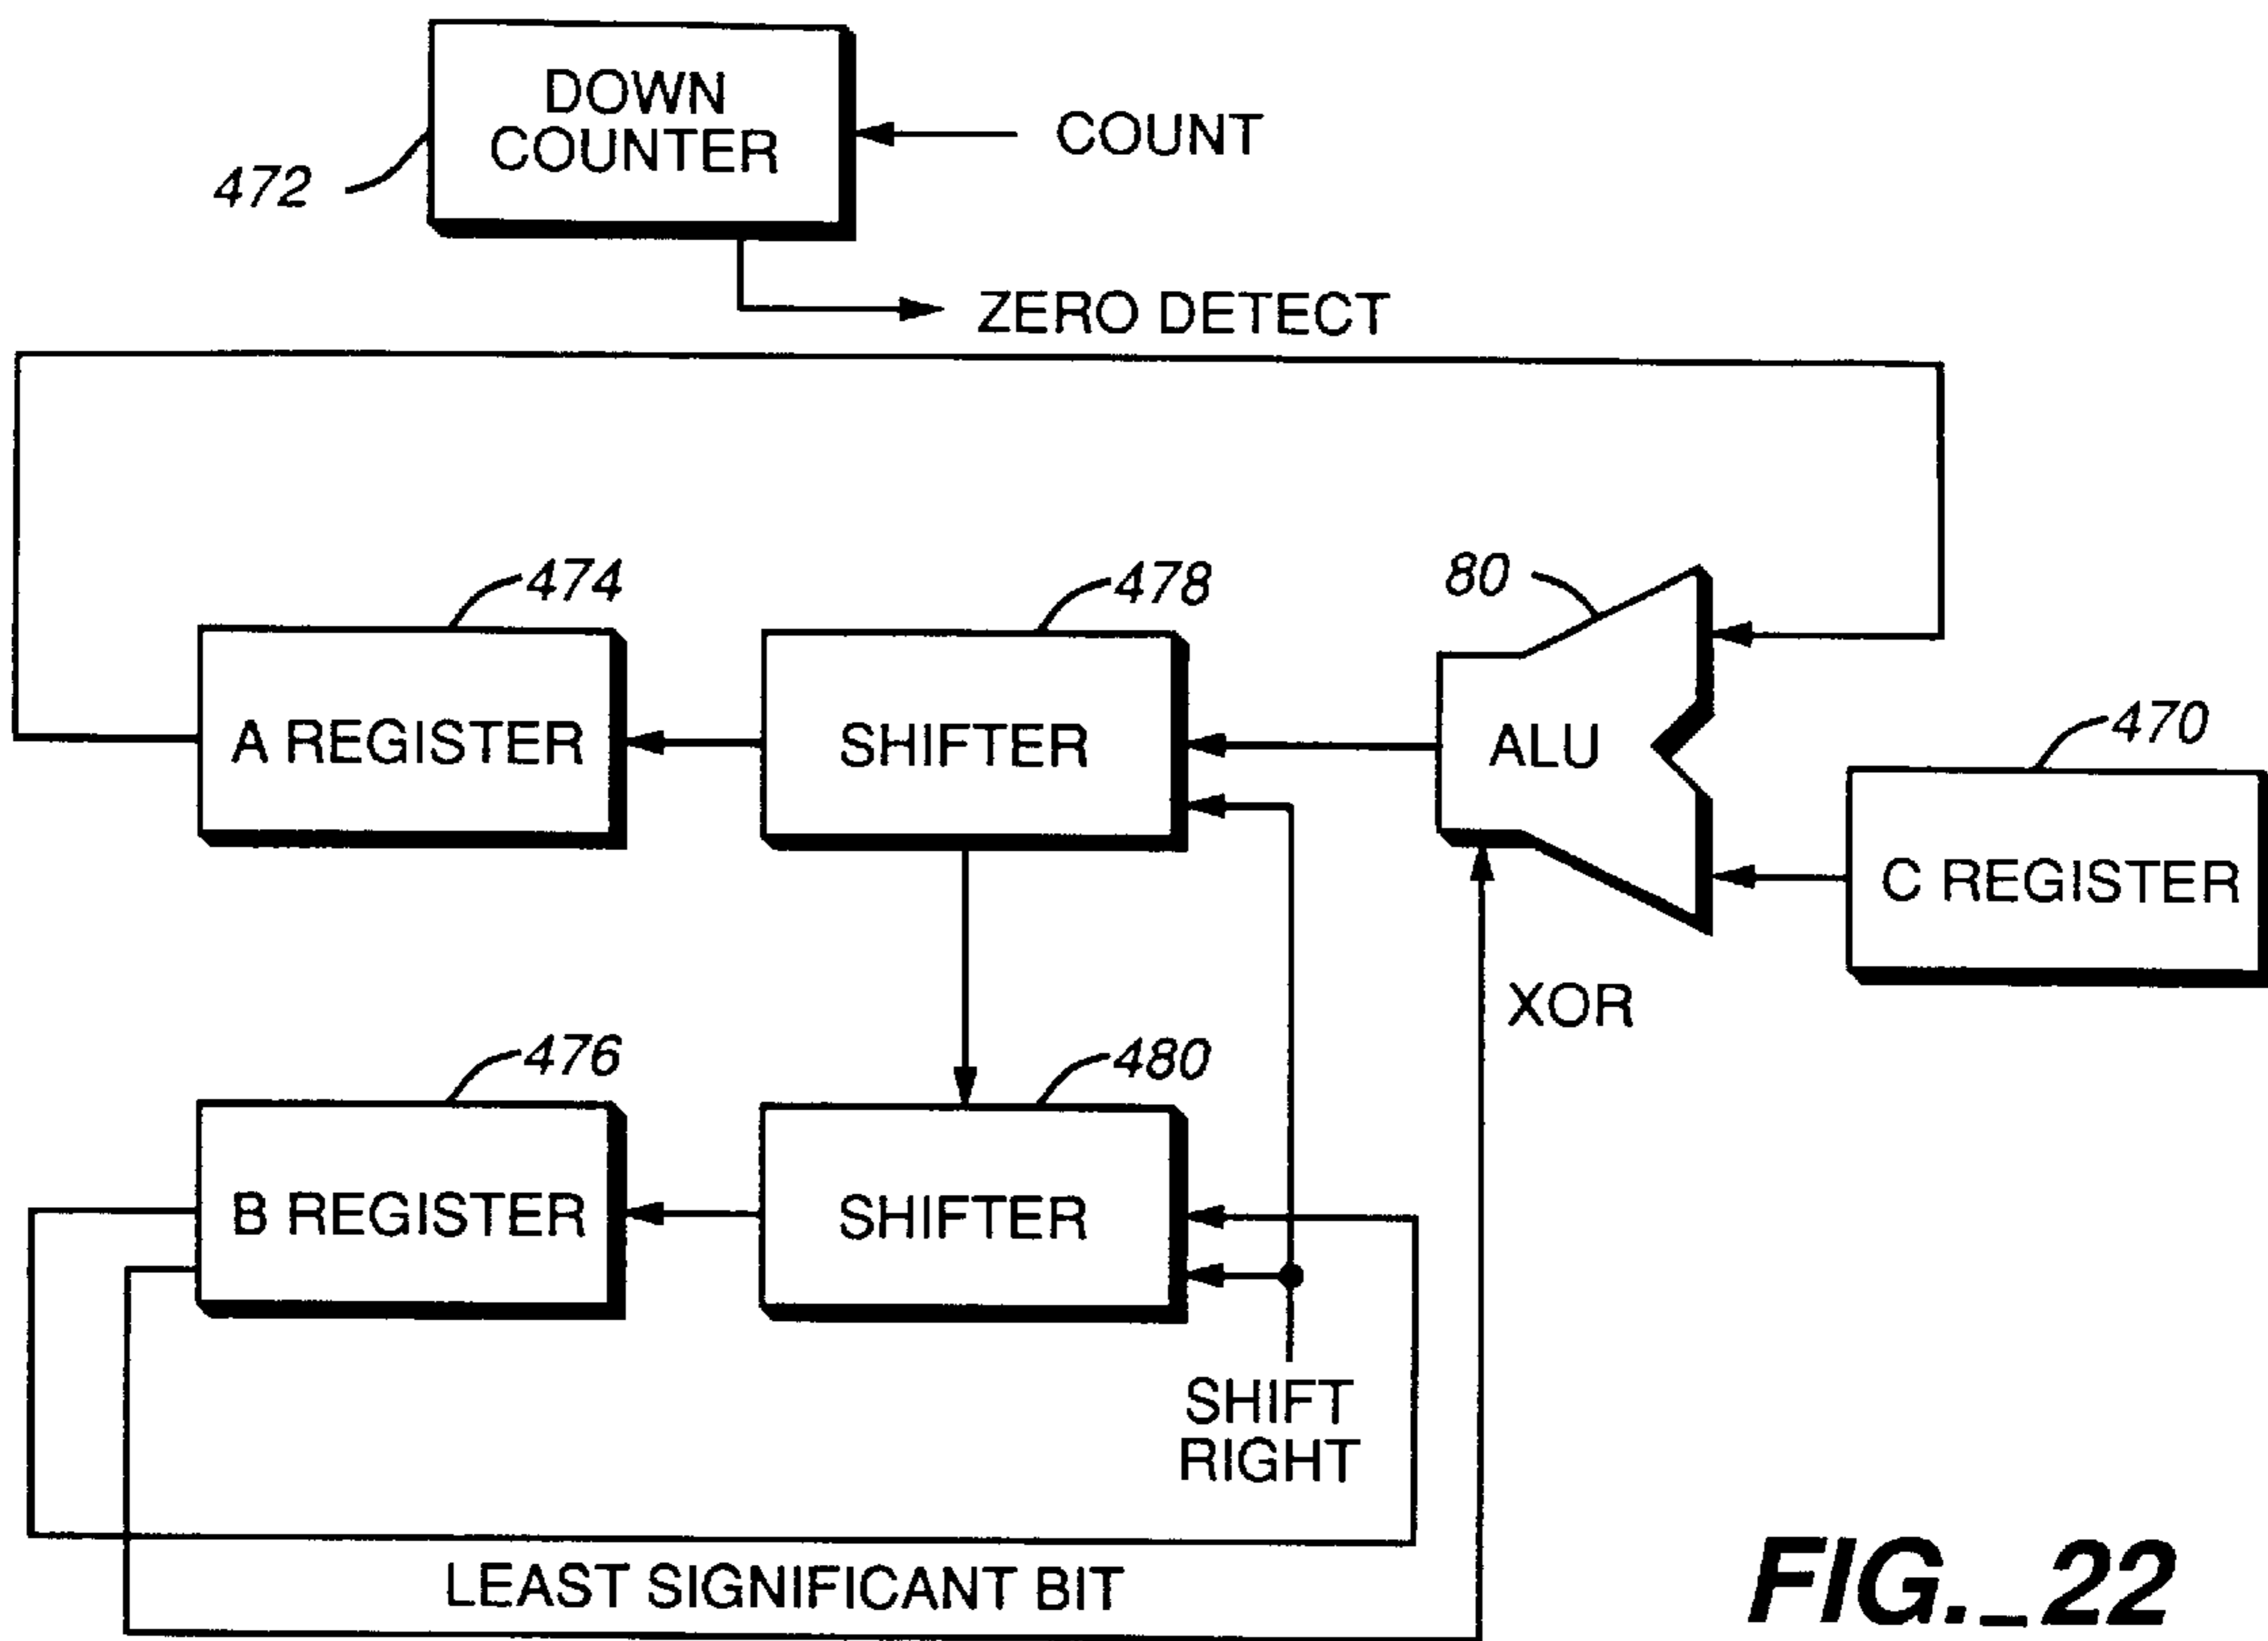 DOWN
COUNTER
COUNT
472
ZERO DETECT
474
478
80
470
A REGISTER
SHIFTER
ALU
C REGISTER
XOR
476
480
B REGISTER
SHIFTER
SHIFT
RIGHT
LEAST SIGNIFICANT BIT
FIG._22